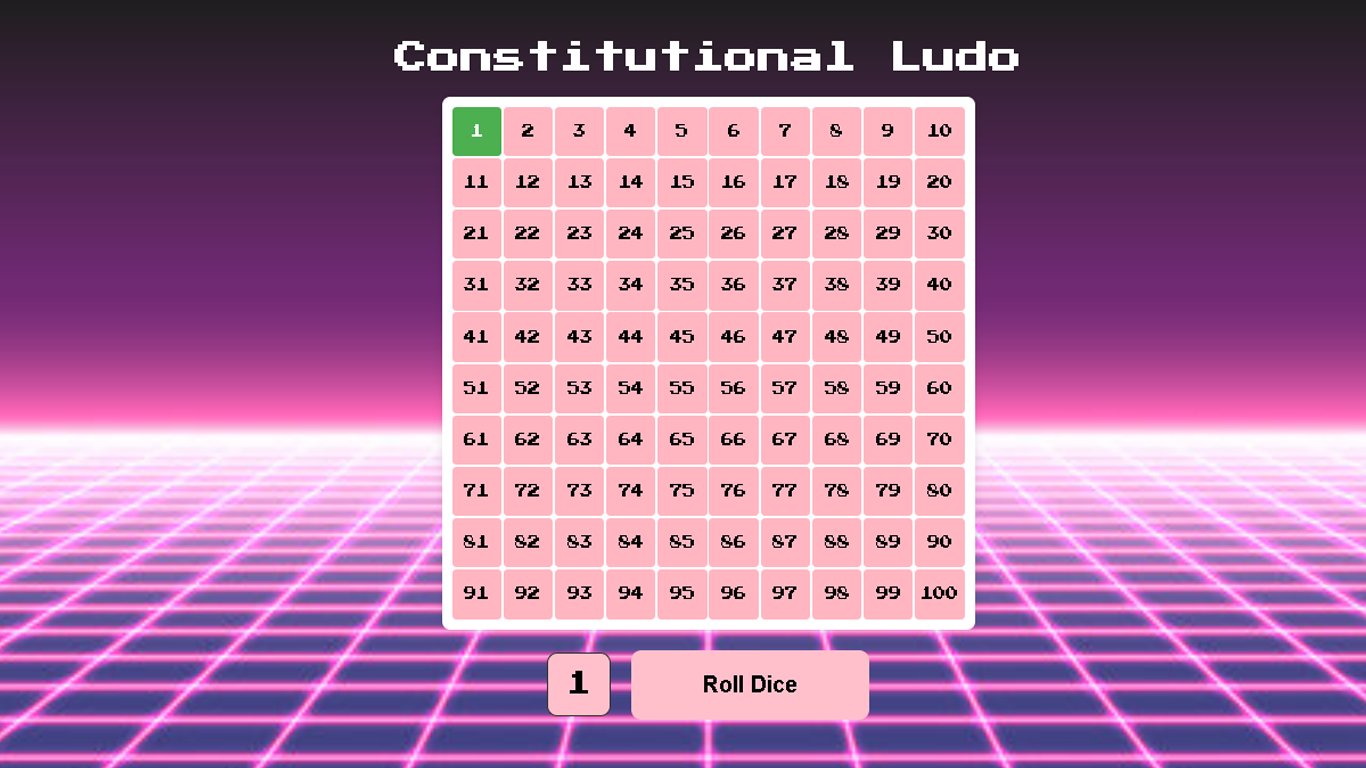 Constitutional Ludo
1 2 3 4 5 6 7 8 9 10
11 12 13 14 15 16 17 18 19 20
21 22 23 24 25 26 27 28 29 30
31 32 33 34 35 36 37 38 39 40
41 42 43 44 45 46 47 48 49 50
51 52 53 54 55 56 57 58 59 60
61 62 63 64 65 66 67 68 69 70
71 72 73 74 75 76 77 78 79 80
81 82 83 84 85 86 87 88 89 90
91 92 93 94 95 96 97 98 99 100
1 Roll Dice